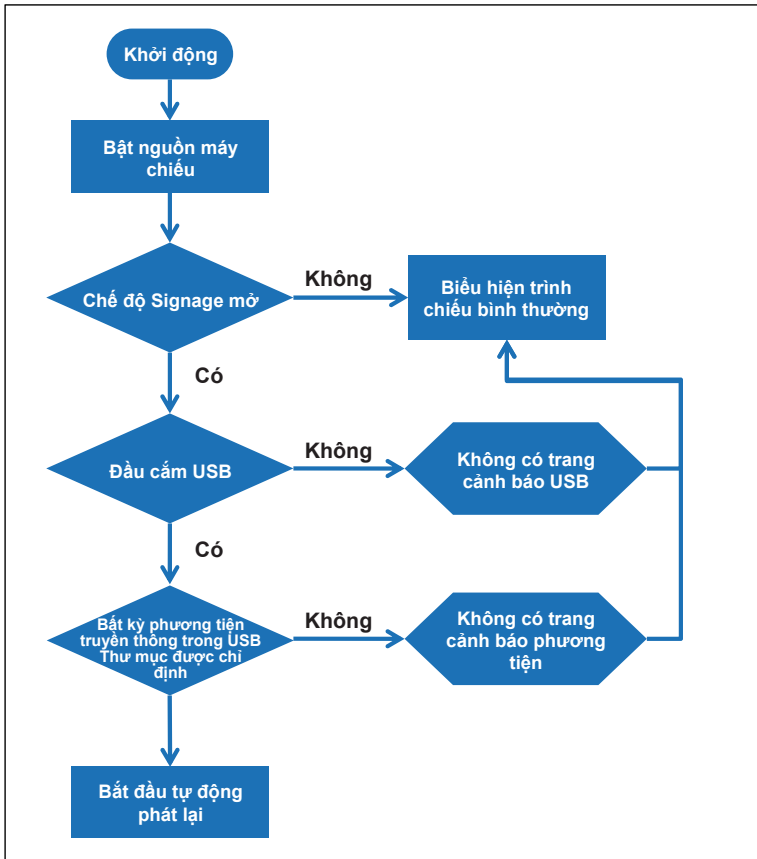 Khởi động
Bật nguồn máy
chiếu
Chế độ Signage mở
Không
Biểu hiện trình
chiếu bình thường
Có
Đầu cắm USB
Không
Không có trang
cảnh báo USB
Có
Bất kỳ phương tiện
truyền thông trong USB
Thư mục được chỉ
định
Không
Không có trang
cảnh báo phương
tiện
Bắt đầu tự động
phát lại